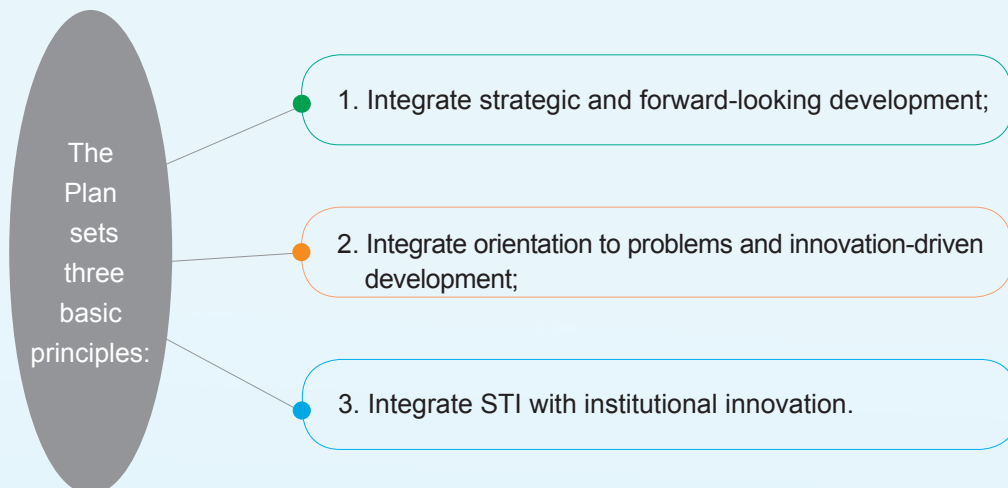 The
Plan
sets
three
basic
principles:
1. Integrate strategic and forward-looking development;
2. Integrate orientation to problems and innovation-driven
development;
3. Integrate STI with institutional innovation.